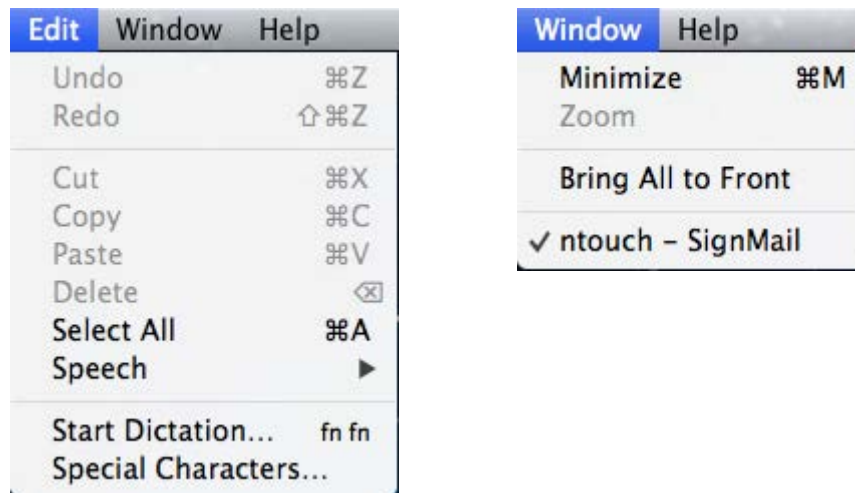 Edit Window Help
Undo ⌘Z
Redo ⇧⌘Z
Cut ⌘X
Copy ⌘C
Paste ⌘V
Delete ⌫
Select All ⌘A
Speech ▶
Start Dictation... fn fn
Special Characters...
Window Help
Minimize ⌘M
Zoom
Bring All to Front
✓ ntouch – SignMail